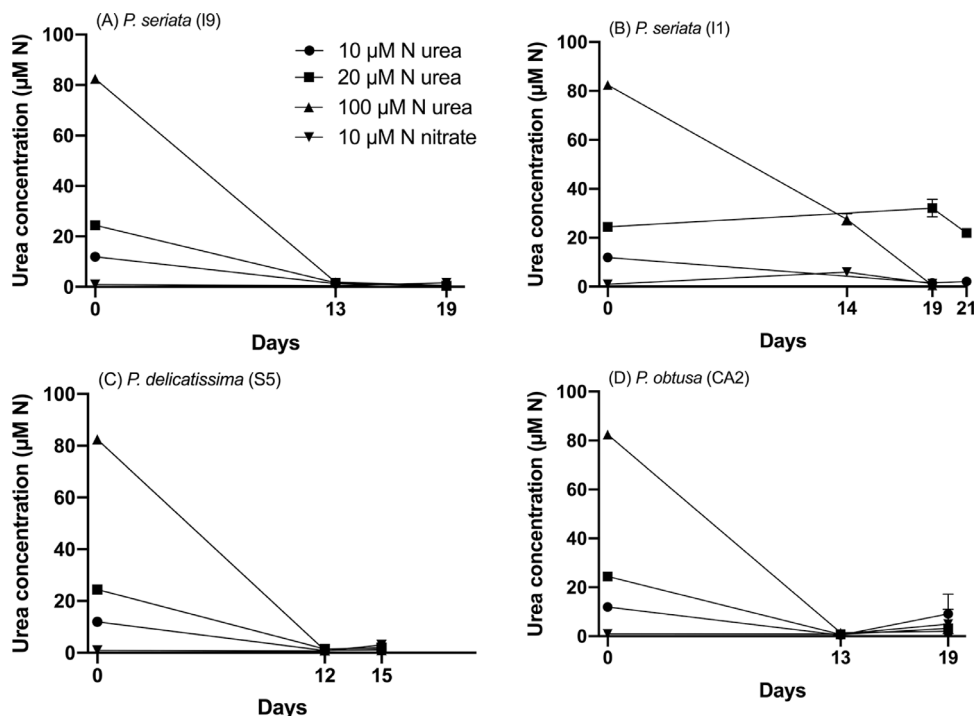 (A) P. seriata (I9)
Urea concentration (µM N)
100
80
60
40
20
0
0
13
19
Days
10 µM N urea
20 µM N urea
100 µM N urea
10 µM N nitrate
(B) P. seriata (I1)
Urea concentration (µM N)
100
80
60
40
20
0
0
14
19
21
Days
(C) P. delicatissima (S5)
Urea concentration (µM N)
100
80
60
40
20
0
0
12
15
Days
(D) P. obtusa (CA2)
Urea concentration (µM N)
100
80
60
40
20
0
0
13
19
Days